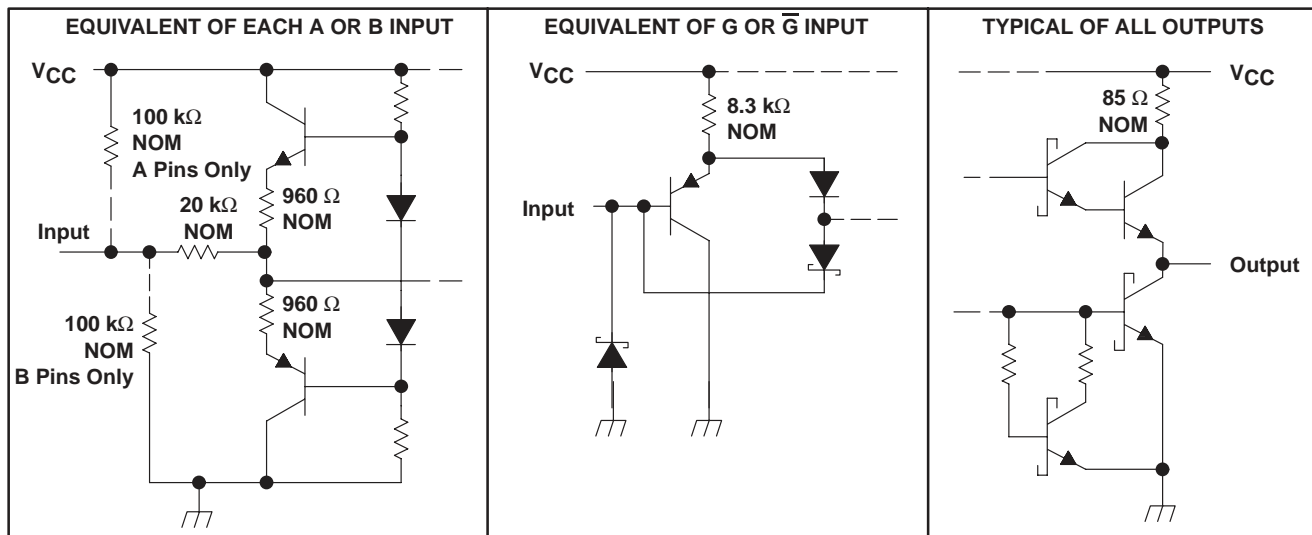 EQUIVALENT OF EACH A OR B INPUT
VCC
100 kΩ
NOM
A Pins Only
20 kΩ
NOM
960 Ω
NOM
Input
960 Ω
NOM
100 kΩ
NOM
B Pins Only
EQUIVALENT OF G OR G̅ INPUT
VCC
8.3 kΩ
NOM
Input
TYPICAL OF ALL OUTPUTS
VCC
85 Ω
NOM
Output